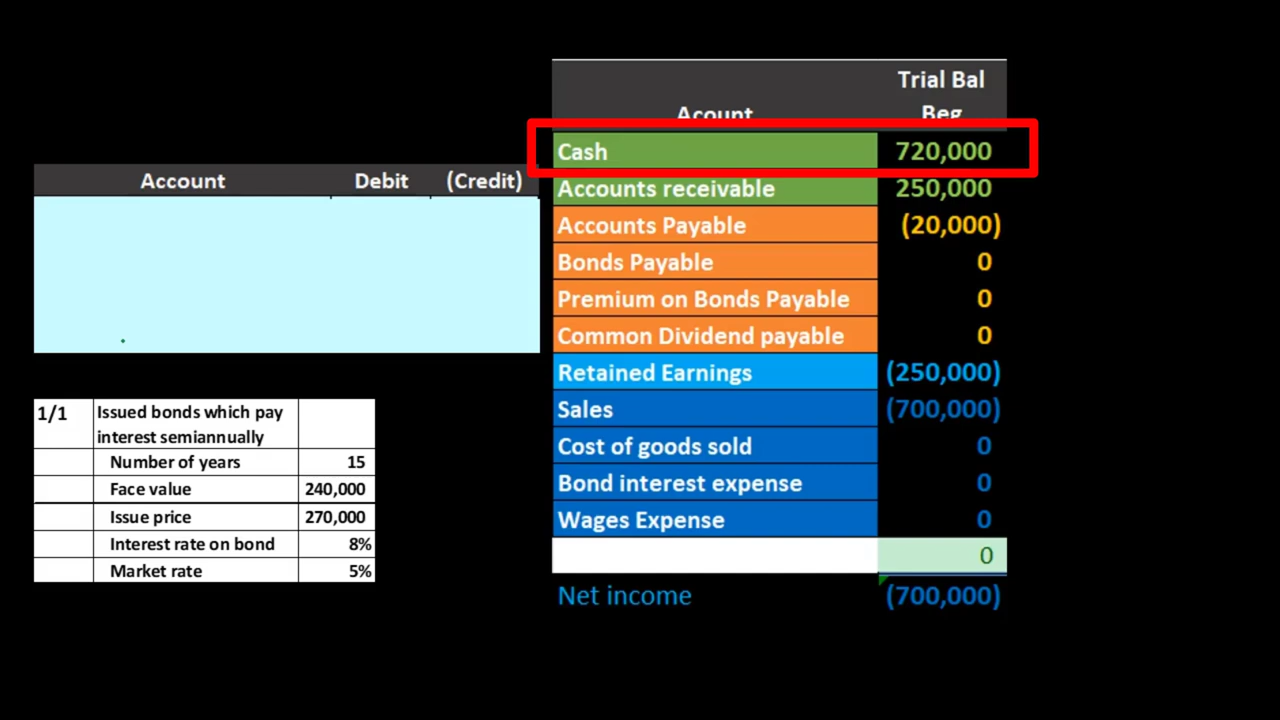 Account Debit (Credit)
1/1 Issued bonds which pay
interest semiannually
Number of years 15
Face value 240,000
Issue price 270,000
Interest rate on bond 8%
Market rate 5%
Trial Bal
Acount Beg
Cash 720,000
Accounts receivable 250,000
Accounts Payable (20,000)
Bonds Payable 0
Premium on Bonds Payable 0
Common Dividend payable 0
Retained Earnings (250,000)
Sales (700,000)
Cost of goods sold 0
Bond interest expense 0
Wages Expense 0
0
Net income (700,000)